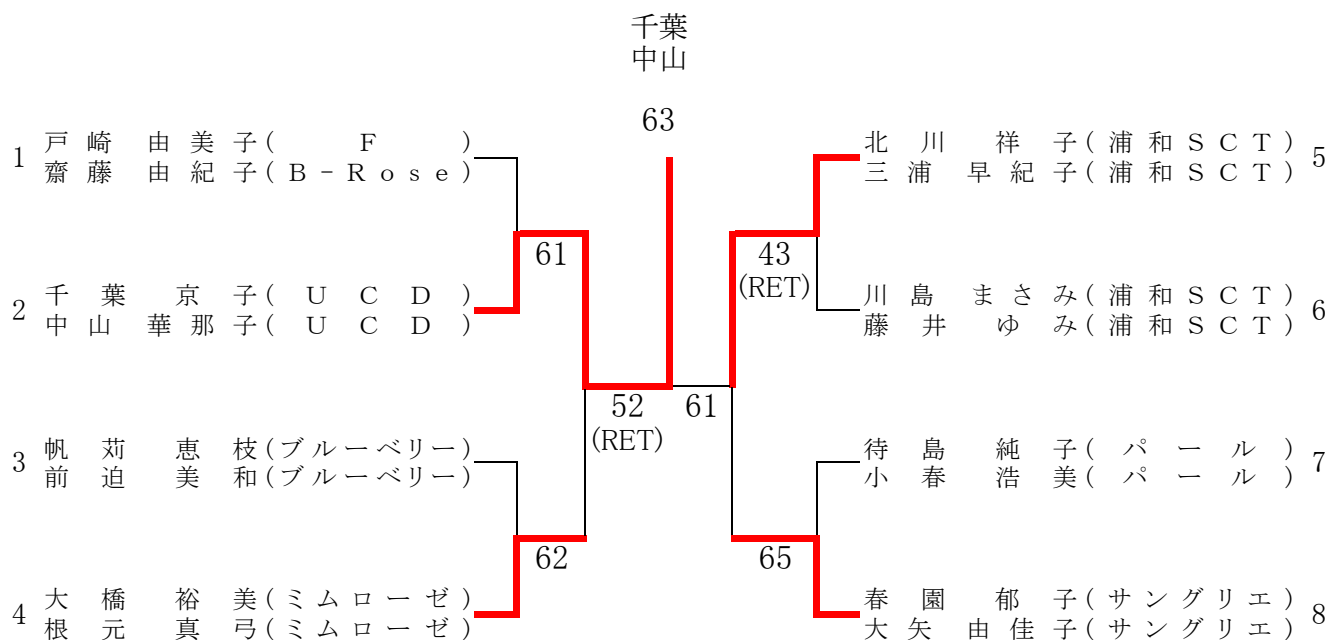 千葉
中山
63
1 戸崎 由美子(F)
齋藤 由紀子(B-Rose)
61
2 千葉 京子(UCD)
中山 華那子(UCD)
52
(RET)
3 帆苅 恵枝(ブルーベリー)
前迫 美和(ブルーベリー)
62
4 大橋 裕美(ミムローゼ)
根元 真弓(ミムローゼ)
北川 祥子(浦和SCT) 5
三浦 早紀子(浦和SCT)
43
(RET)
川島 まさみ(浦和SCT) 6
藤井 ゆみ(浦和SCT)
61
待島 純子(パール) 7
小春 浩美(パール)
65
春園 郁子(サングリエ) 8
大矢 由佳子(サングリエ)